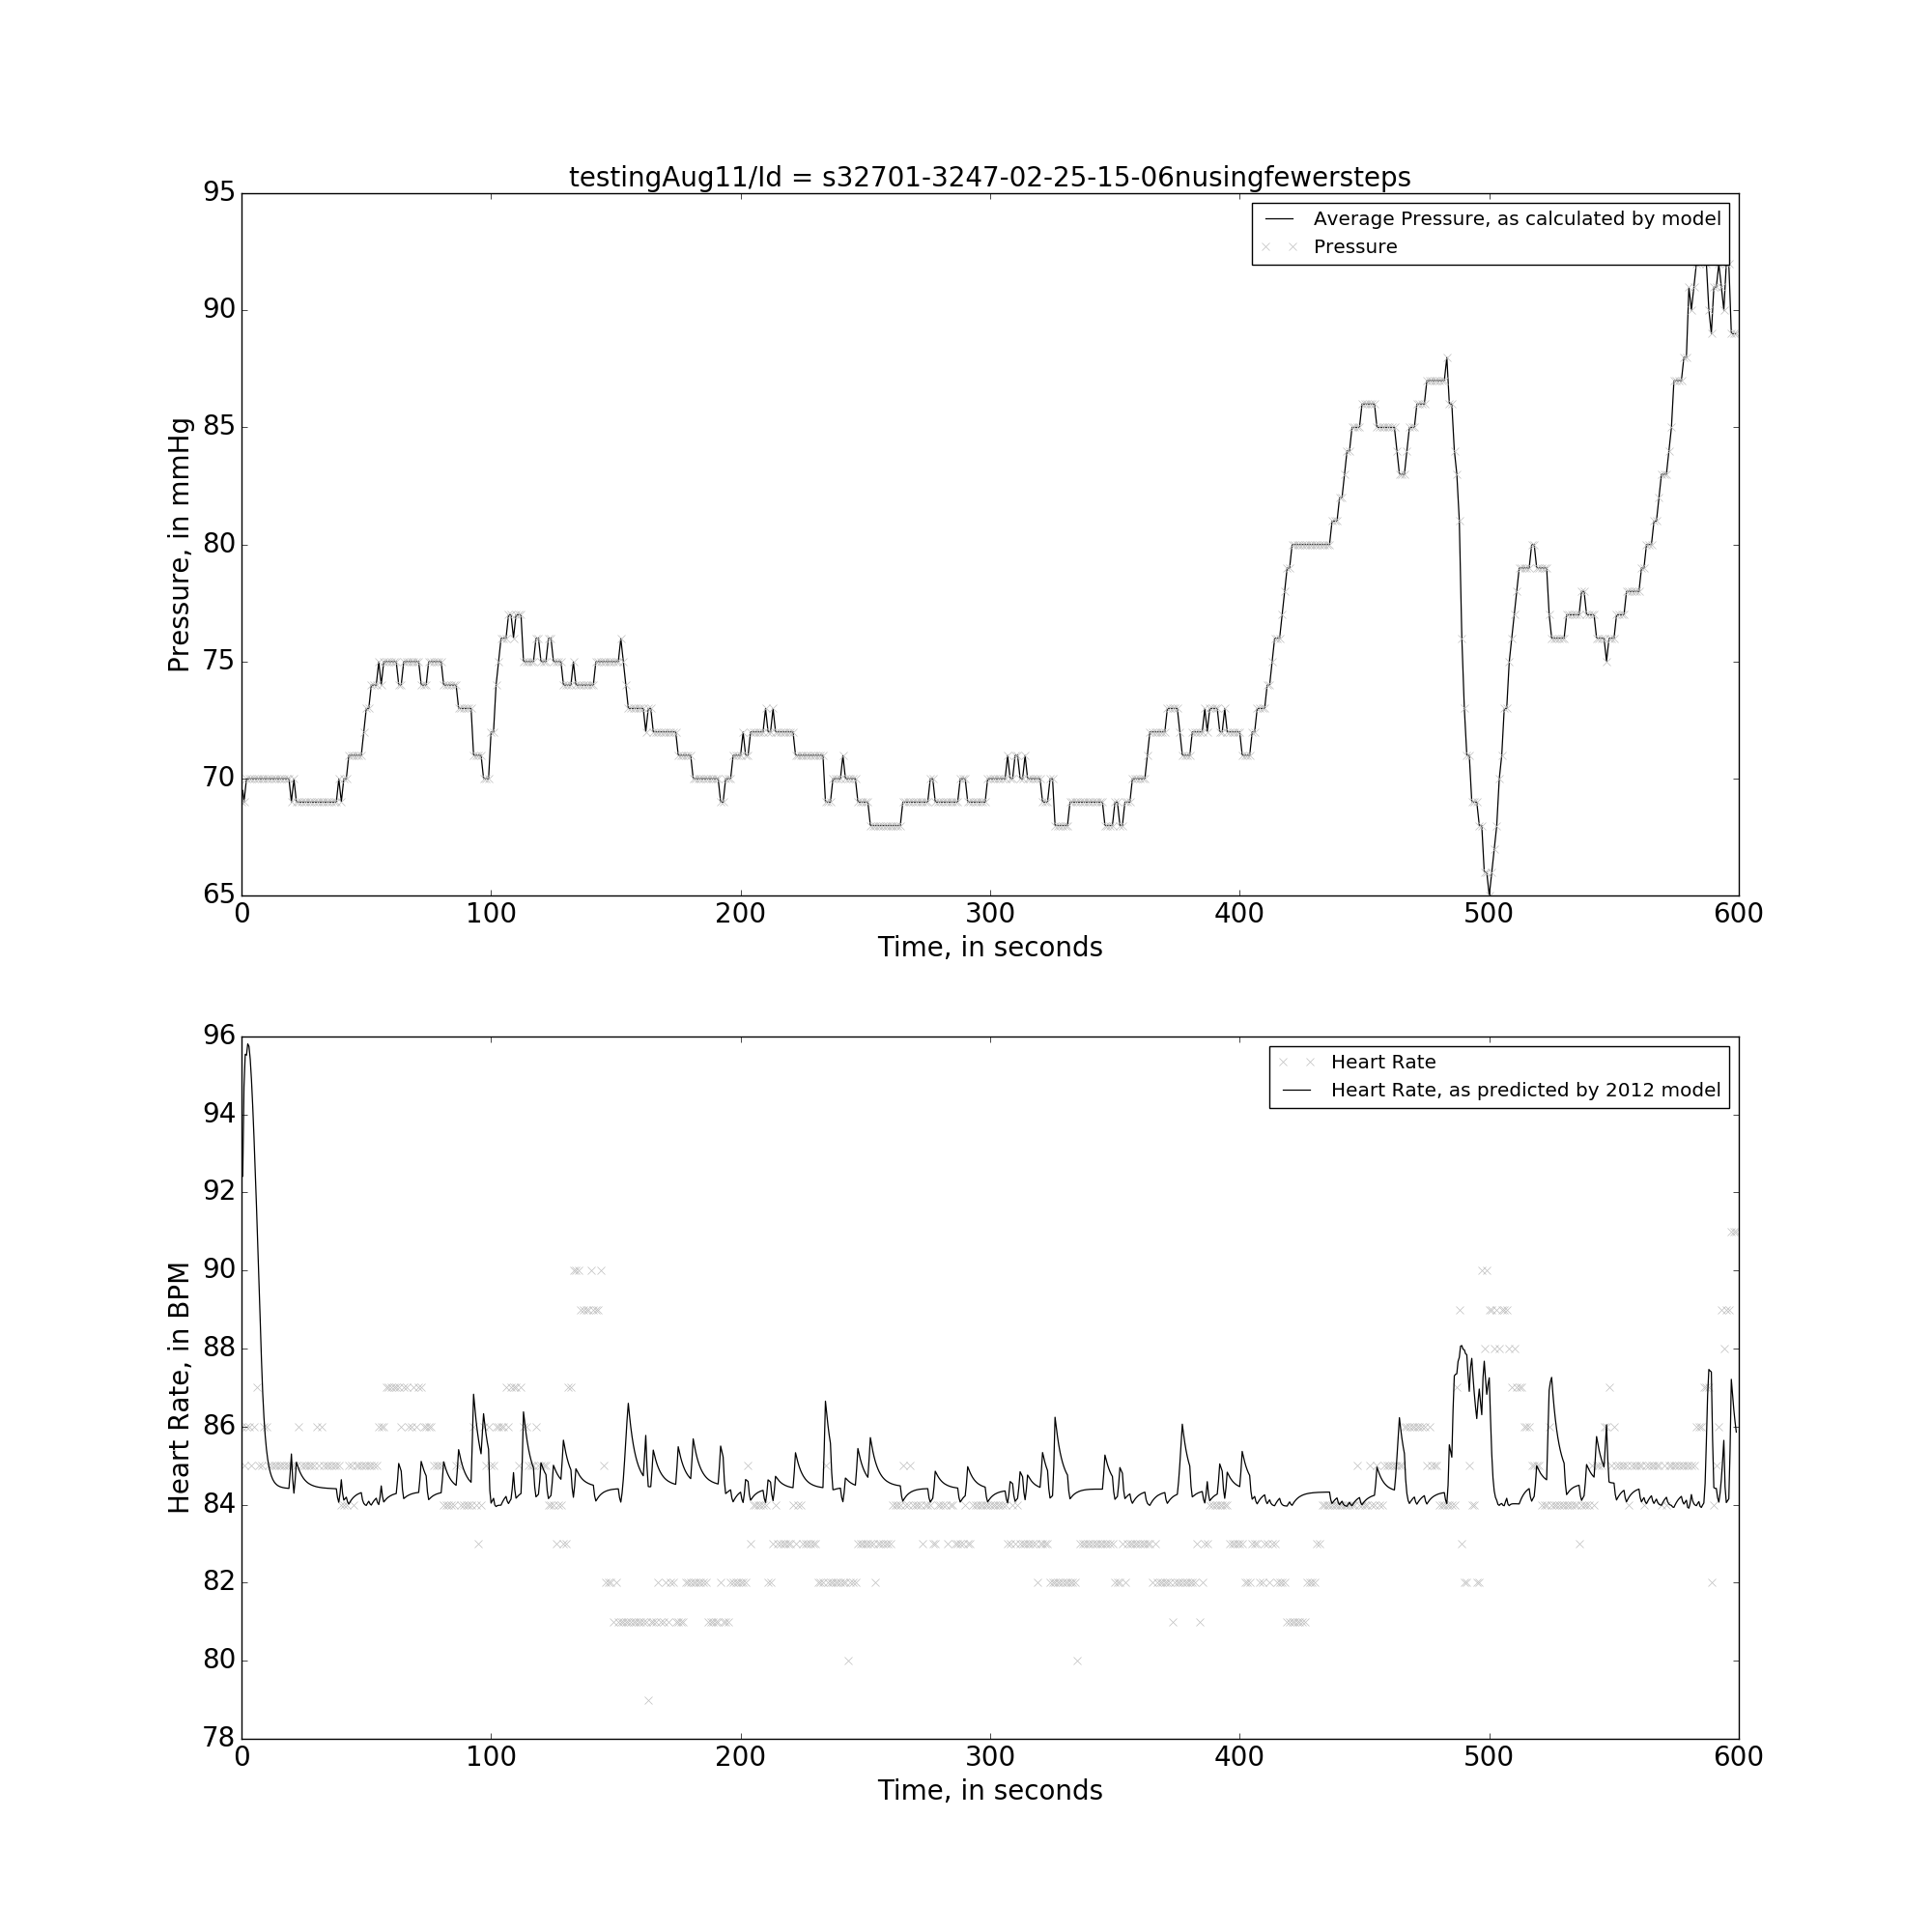 testingAug11/Id = s32701-3247-02-25-15-06nusingfewersteps
95
90
85
80
75
70
65
Pressure, in mmHg
Average Pressure, as calculated by model
Pressure
0 100 200 300 400 500 600
Time, in seconds
96
94
92
90
88
86
84
82
80
78
Heart Rate, in BPM
Heart Rate
Heart Rate, as predicted by 2012 model
0 100 200 300 400 500 600
Time, in seconds